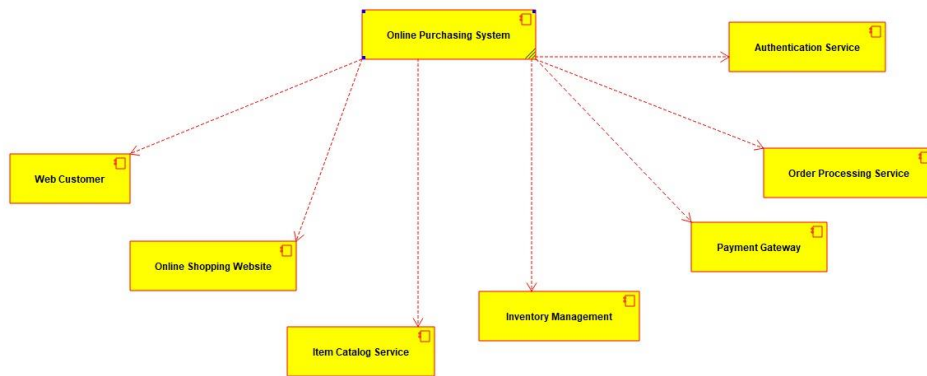 Online Purchasing System
Authentication Service
Web Customer
Order Processing Service
Online Shopping Website
Payment Gateway
Inventory Management
Item Catalog Service